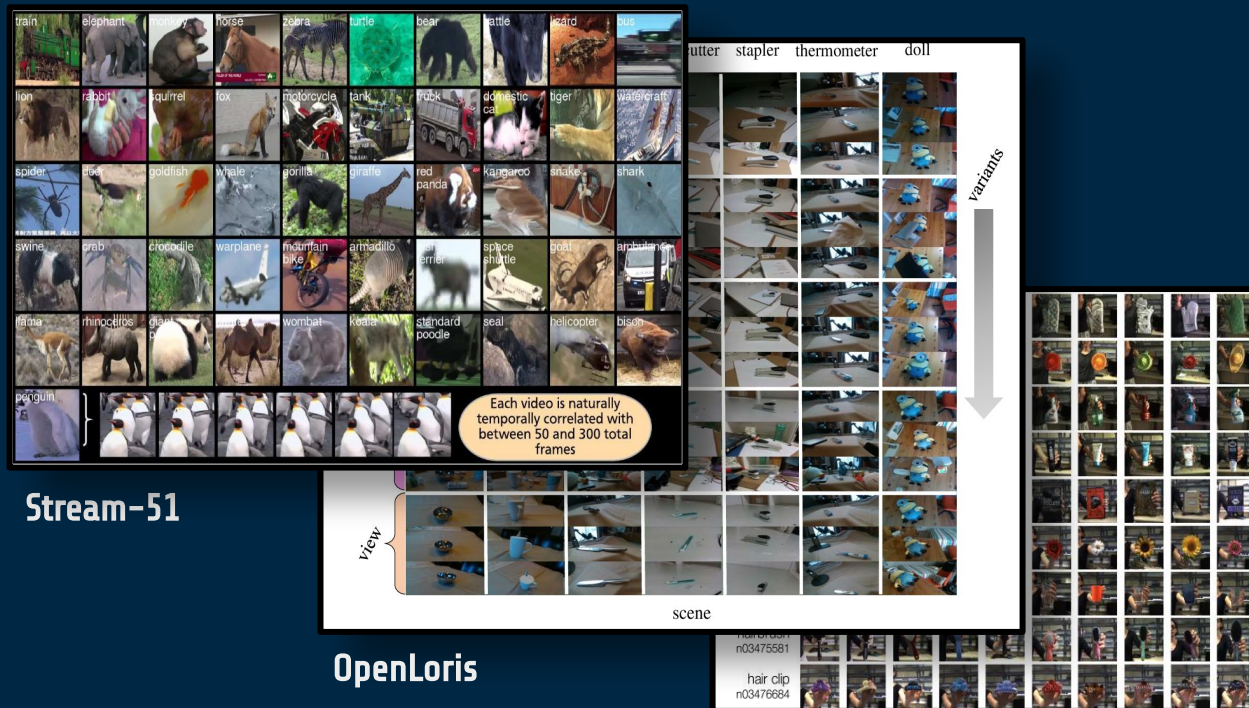 train elephant monkey horse zebra turtle bear cattle lizard bus
lion rabbit squirrel fox motorcycle tank truck domestic cat tiger watercraft
spider deer goldfish whale gorilla giraffe red panda kangaroo snake shark
swine crab crocodile warplane mountain bike armadillo space shuttle goat ambulance
llama rhinoceros giant wombat koala standard poodle seal helicopter bison
penguin
Each video is naturally
temporally correlated with
between 50 and 300 total
frames
Stream-51
stapler thermometer doll
variants
view
scene
OpenLoris
hairbrush
n03475581
hair clip
n03476684